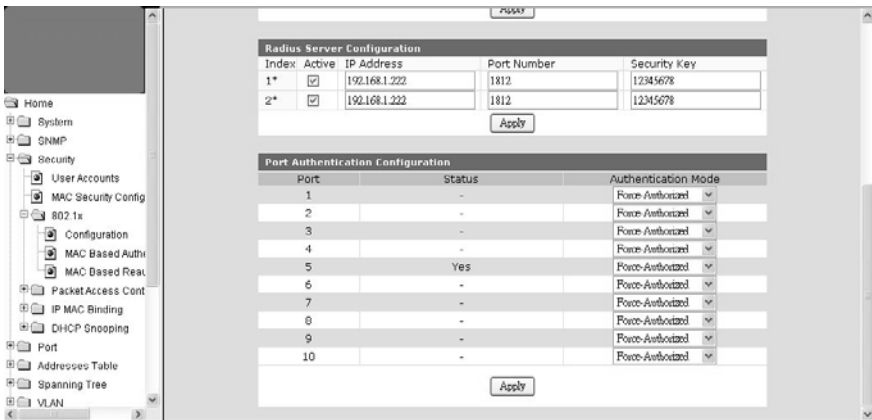 Apply
Radius Server Configuration
Index Active IP Address Port Number Security Key
1* 192.168.1.222 1812 12345678
2* 192.168.1.222 1812 12345678
Apply
Port Authentication Configuration
Port Status Authentication Mode
1 - Force-Authorized
2 - Force-Authorized
3 - Force-Authorized
4 - Force-Authorized
5 Yes Force-Authorized
6 - Force-Authorized
7 - Force-Authorized
8 - Force-Authorized
9 - Force-Authorized
10 - Force-Authorized
Apply
Home
System
SNMP
Security
User Accounts
MAC Security Config
802.1x
Configuration
MAC Based Authe
MAC Based Reau
Packet Access Cont
IP MAC Binding
DHCP Snooping
Port
Addresses Table
Spanning Tree
VLAN